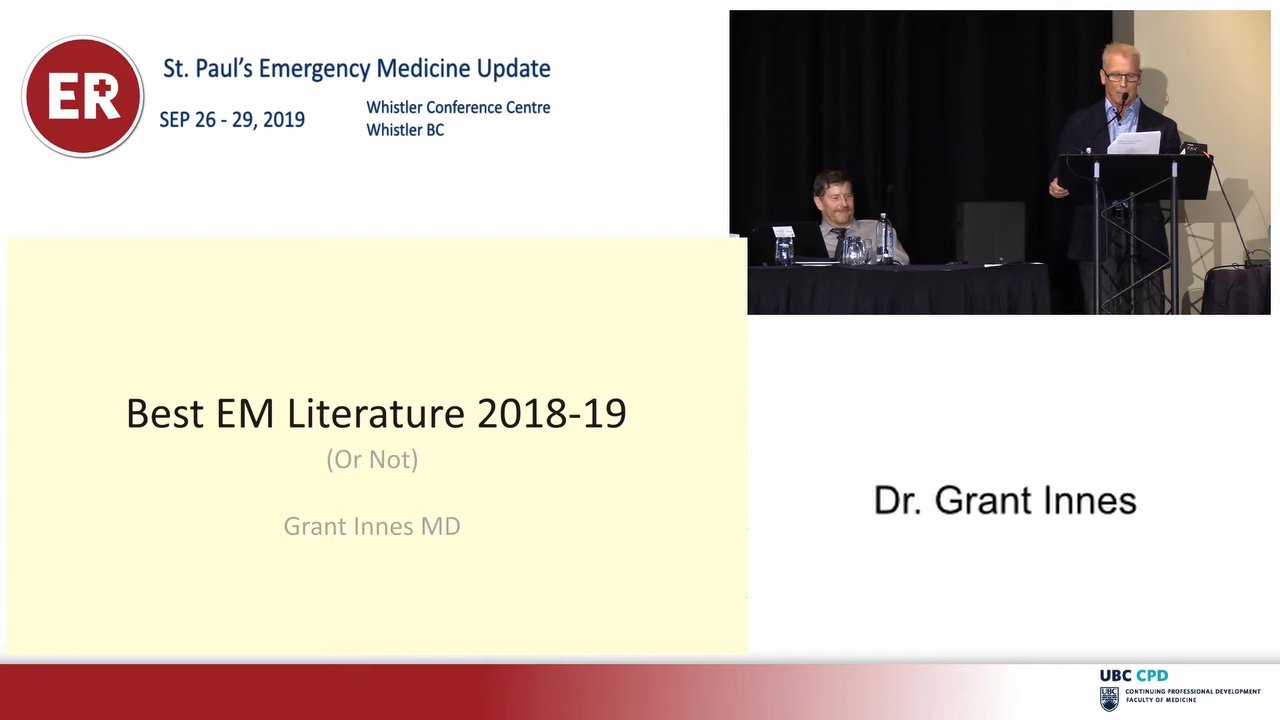 ER
St. Paul's Emergency Medicine Update
SEP 26 - 29, 2019
Whistler Conference Centre
Whistler BC
Best EM Literature 2018-19
(Or Not)
Grant Innes MD
Dr. Grant Innes
UBC CPD
UBC
CONTINUING PROFESSIONAL DEVELOPMENT
FACULTY OF MEDICINE